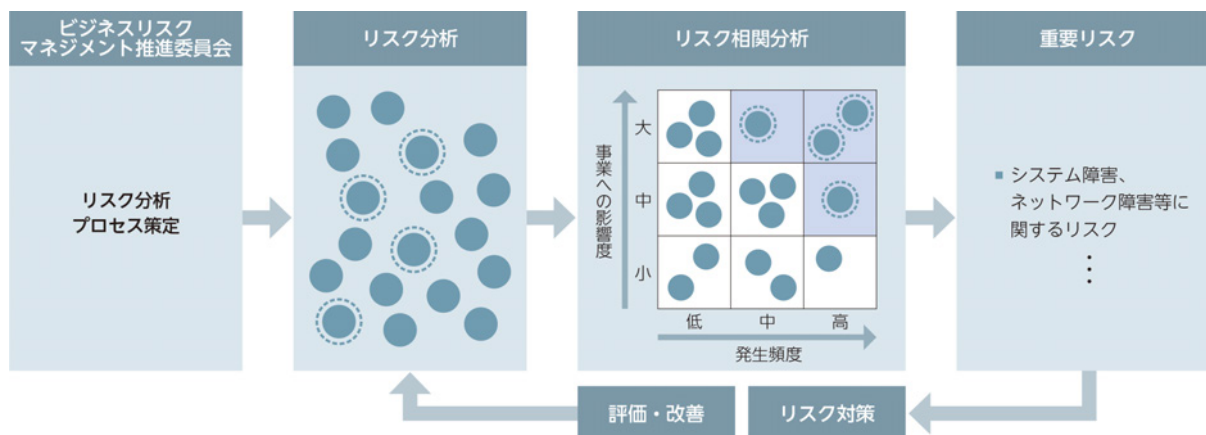 ビジネスリスク
マネジメント推進委員会
リスク分析
プロセス策定
リスク分析
リスク相関分析
事業への影響度
大
中
小
低 中 高
発生頻度
重要リスク
■ システム障害、
ネットワーク障害等に
関するリスク
⋮
評価・改善
リスク対策